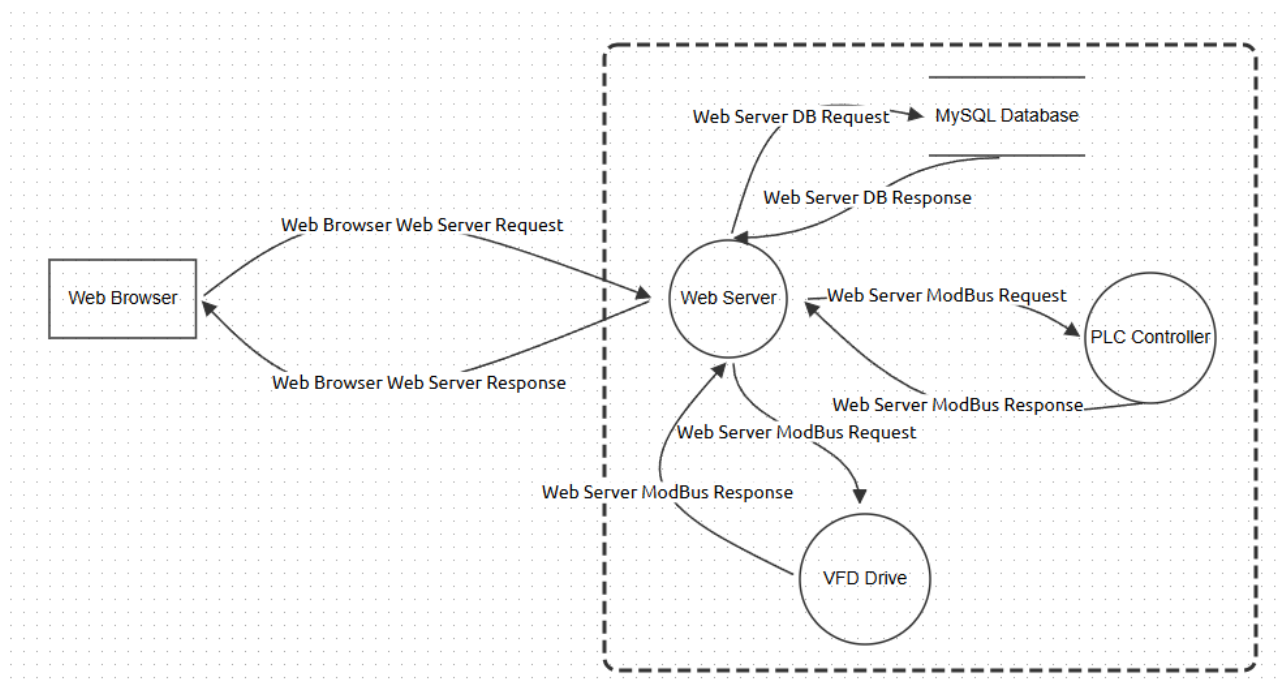 Web Server DB Request
MySQL Database
Web Server DB Response
Web Browser Web Server Request
Web Browser
Web Server
Web Server ModBus Request
PLC Controller
Web Browser Web Server Response
Web Server ModBus Response
Web Server ModBus Request
Web Server ModBus Response
VFD Drive